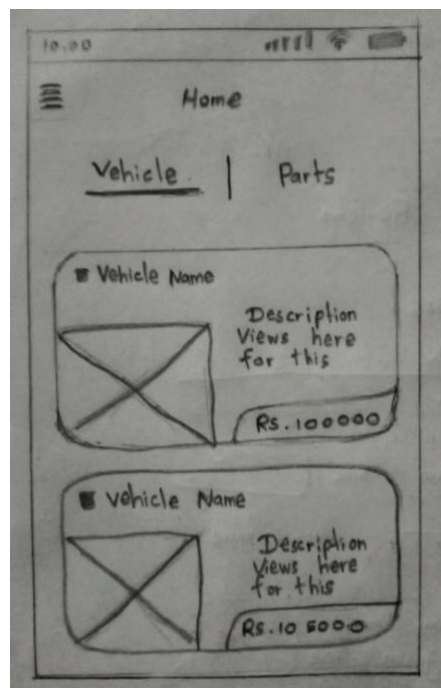 10.00
Home
Vehicle | Parts
Vehicle Name
Description
Views here
for this
Rs. 100000
Vehicle Name
Description
Views here
for this
Rs. 10 5000